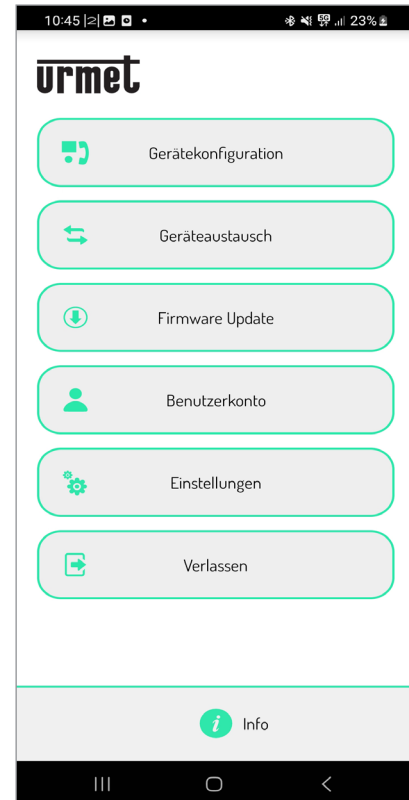 10:45
23%
urmet
Gerätekonfiguration
Geräteaustausch
Firmware Update
Benutzerkonto
Einstellungen
Verlassen
Info